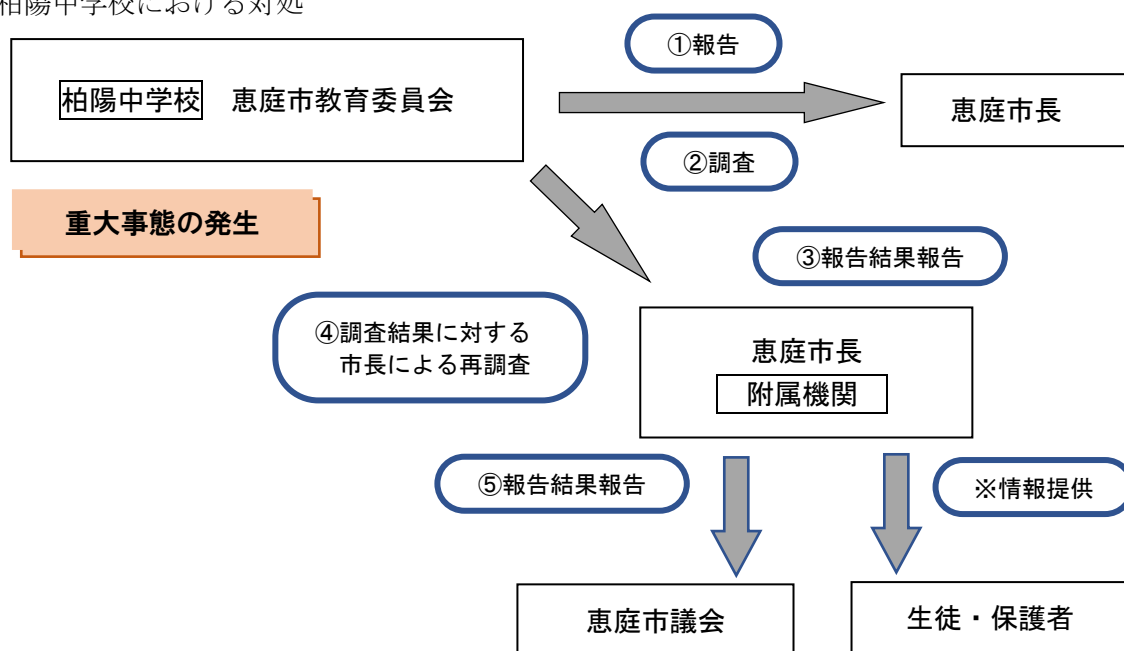 柏陽中学校における対処
①報告
柏陽中学校 恵庭市教育委員会
恵庭市長
②調査
重大事態の発生
③報告結果報告
④調査結果に対する
市長による再調査
恵庭市長
附属機関
⑤報告結果報告
※情報提供
恵庭市議会
生徒・保護者